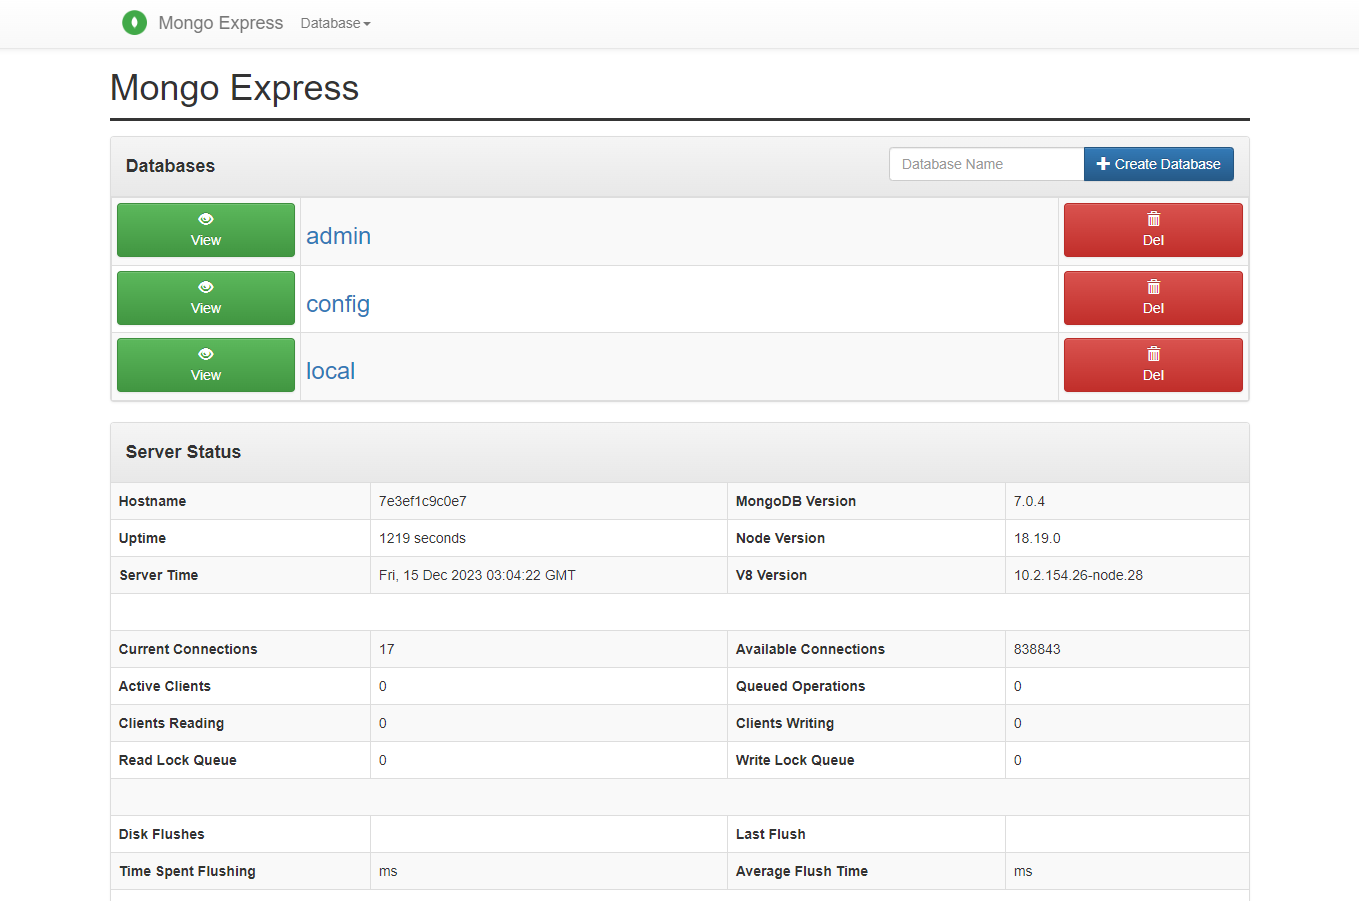 Mongo Express Database
Mongo Express
Databases Database Name Create Database
View admin Del
View config Del
View local Del
Server Status
Hostname 7e3ef1c9c0e7 MongoDB Version 7.0.4
Uptime 1219 seconds Node Version 18.19.0
Server Time Fri, 15 Dec 2023 03:04:22 GMT V8 Version 10.2.154.26-node.28
Current Connections 17 Available Connections 838843
Active Clients 0 Queued Operations 0
Clients Reading 0 Clients Writing 0
Read Lock Queue 0 Write Lock Queue 0
Disk Flushes Last Flush
Time Spent Flushing ms Average Flush Time ms